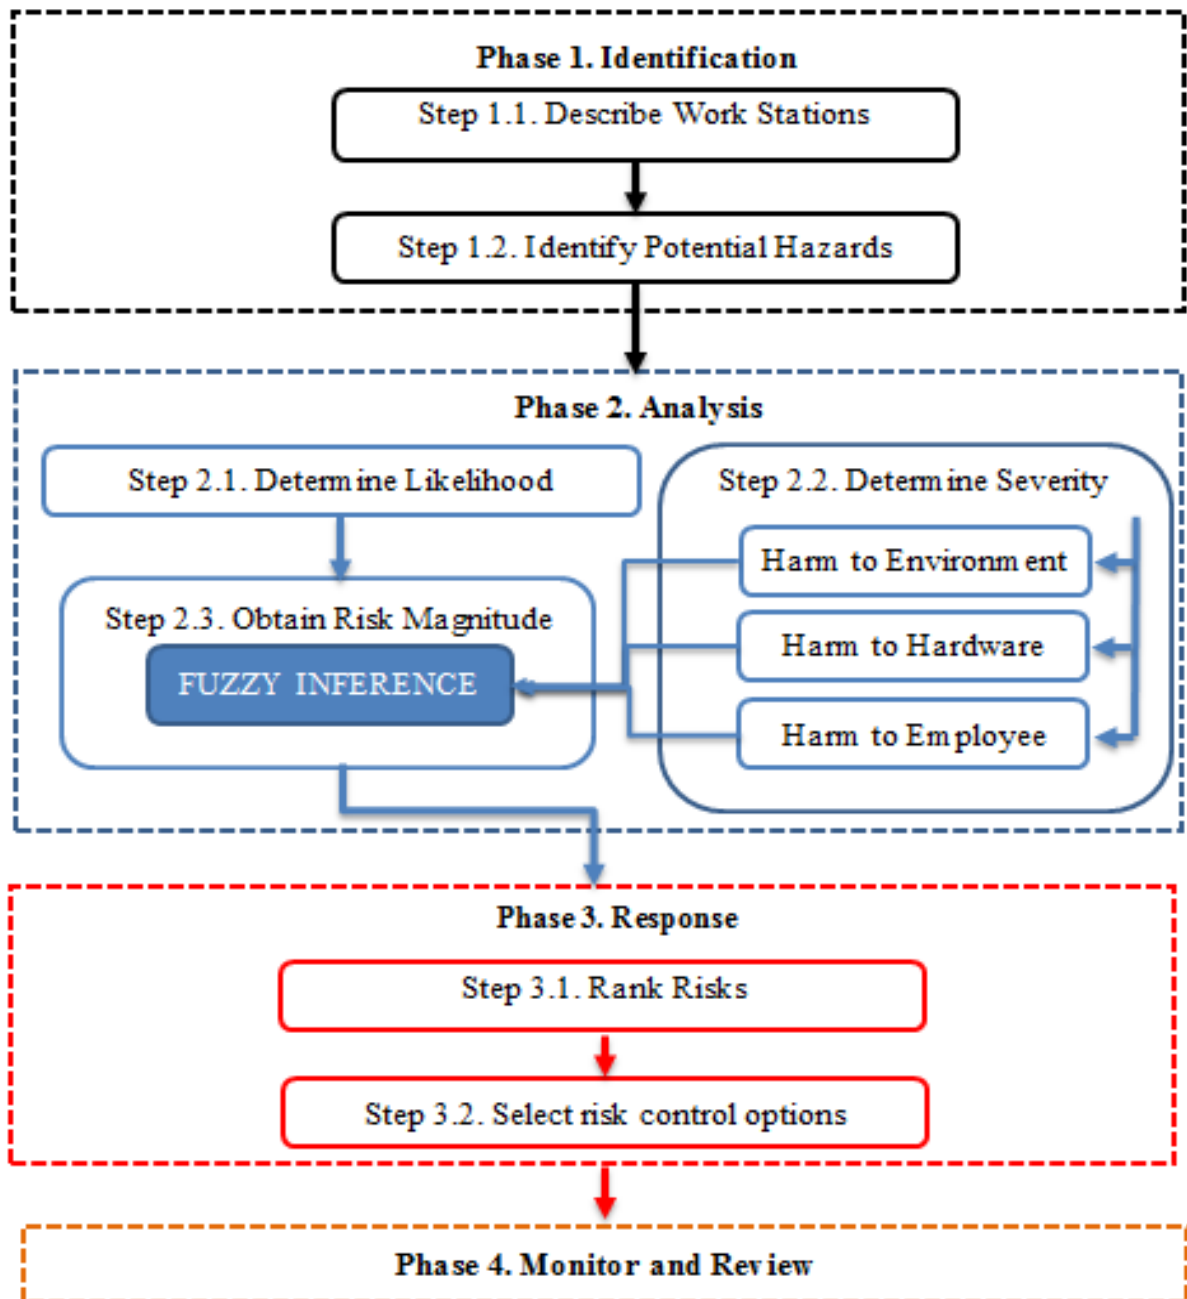 Phase 1. Identification
Step 1.1. Describe Work Stations
Step 1.2. Identify Potential Hazards
Phase 2. Analysis
Step 2.1. Determine Likelihood
Step 2.2. Determine Severity
Harm to Environment
Harm to Hardware
Harm to Employee
Step 2.3. Obtain Risk Magnitude
FUZZY INFERENCE
Phase 3. Response
Step 3.1. Rank Risks
Step 3.2. Select risk control options
Phase 4. Monitor and Review